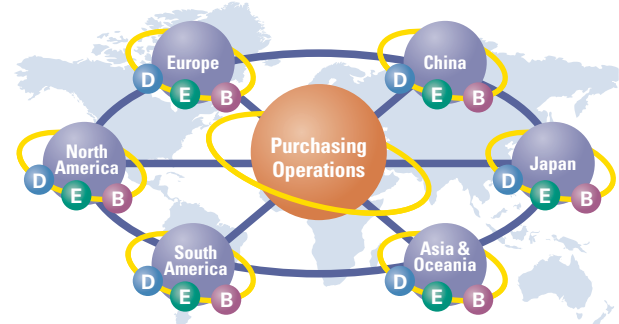 Europe
D
E
B
China
D
E
B
North
America
D
E
B
Purchasing
Operations
Japan
D
E
B
South
America
D
E
B
Asia &
Oceania
D
E
B